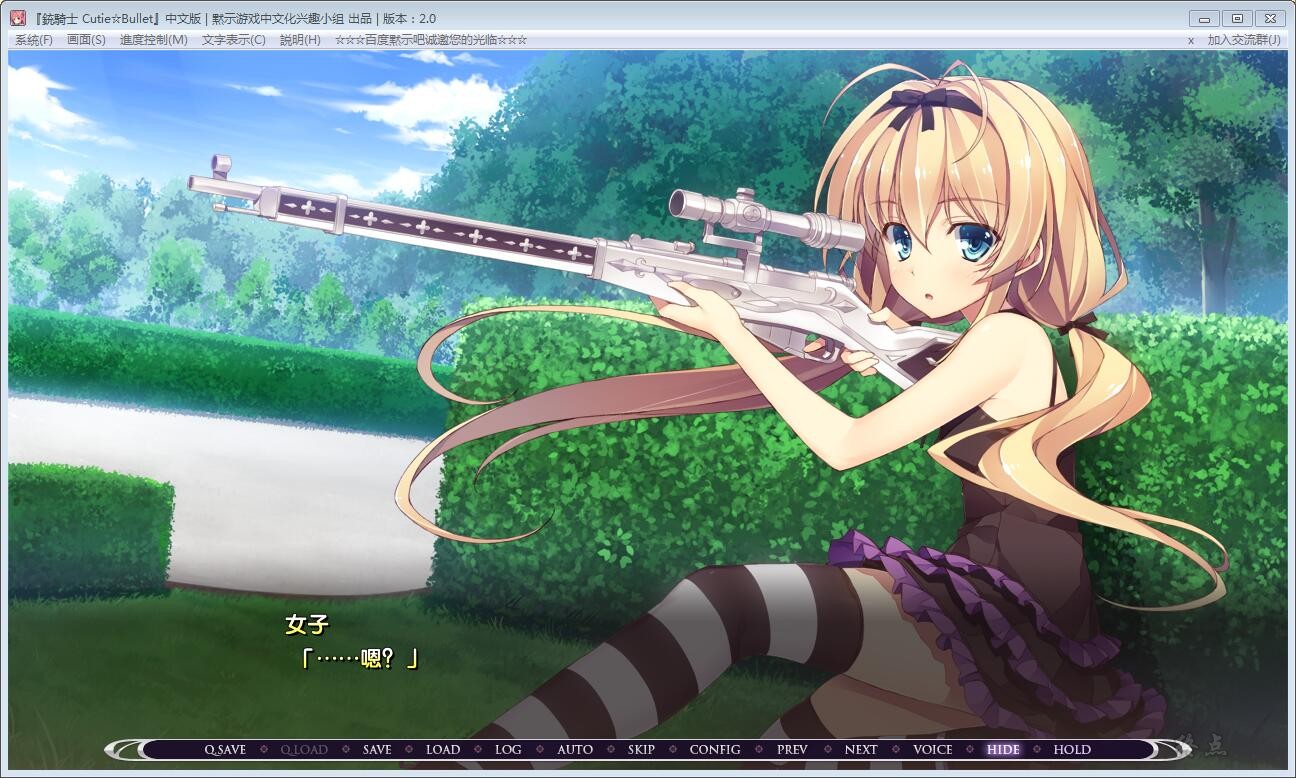 『銃騎士 Cutie☆Bullet』中文版 | 黙示游戏中文化兴趣小组 出品 | 版本：2.0
系統(F) 画面(S) 進度控制(M) 文字表示(C) 説明(H) ☆☆☆百度黙示吧诚邀您的光临☆☆☆ x 加入交流群(J)
女子
「……嗯？」
Q.SAVE Q.LOAD SAVE LOAD LOG AUTO SKIP CONFIG PREV NEXT VOICE HIDE HOLD